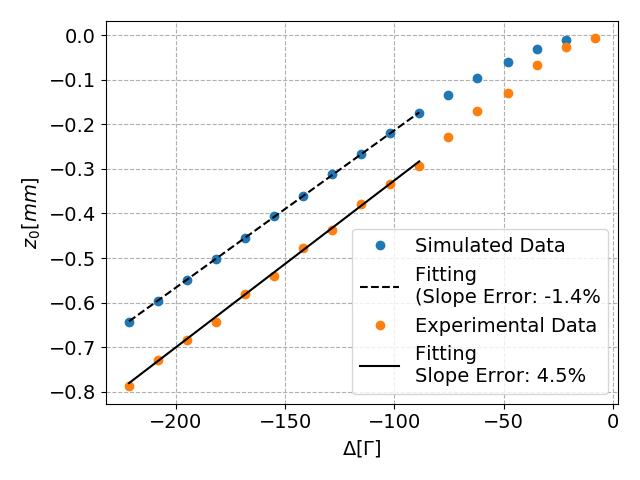 0.0
−0.1
−0.2
−0.3
−0.4
−0.5
−0.6
−0.7
−0.8
z₀[mm]
Simulated Data
Fitting
(Slope Error: -1.4%
Experimental Data
Fitting
Slope Error: 4.5%
−200
−150
−100
−50
0
Δ[Γ]